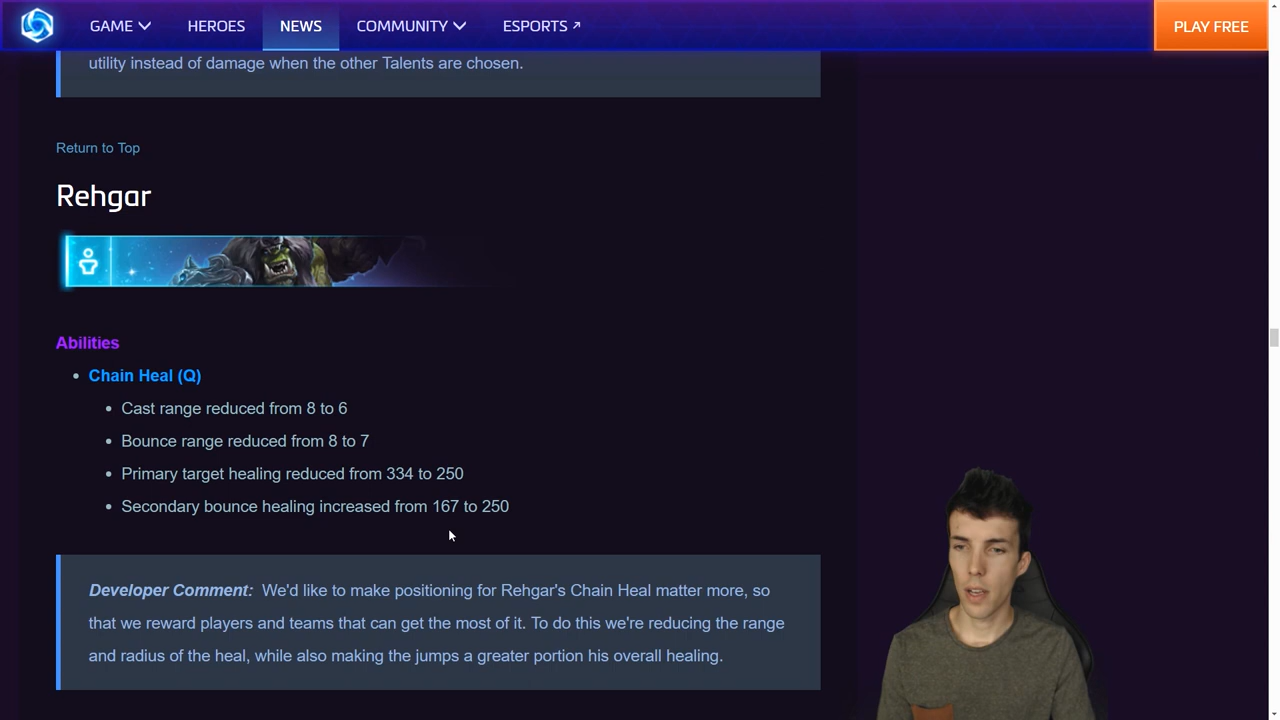 GAME HEROES NEWS COMMUNITY ESPORTS PLAY FREE
utility instead of damage when the other Talents are chosen.
Return to Top
Rehgar
Abilities
Chain Heal (Q)
Cast range reduced from 8 to 6
Bounce range reduced from 8 to 7
Primary target healing reduced from 334 to 250
Secondary bounce healing increased from 167 to 250
Developer Comment: We'd like to make positioning for Rehgar's Chain Heal matter more, so
that we reward players and teams that can get the most of it. To do this we're reducing the range
and radius of the heal, while also making the jumps a greater portion his overall healing.